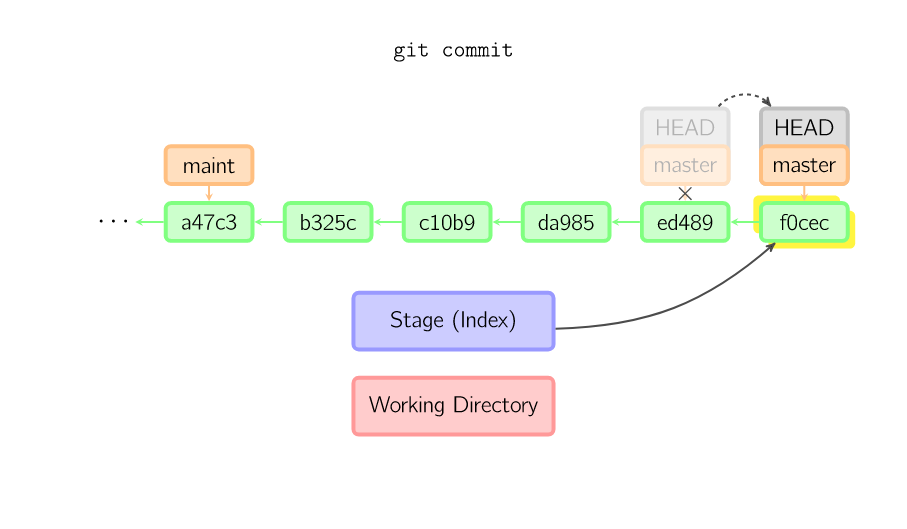 git commit
HEAD HEAD
maint master master
... a47c3 b325c c10b9 da985 ed489 f0cec
Stage (Index)
Working Directory